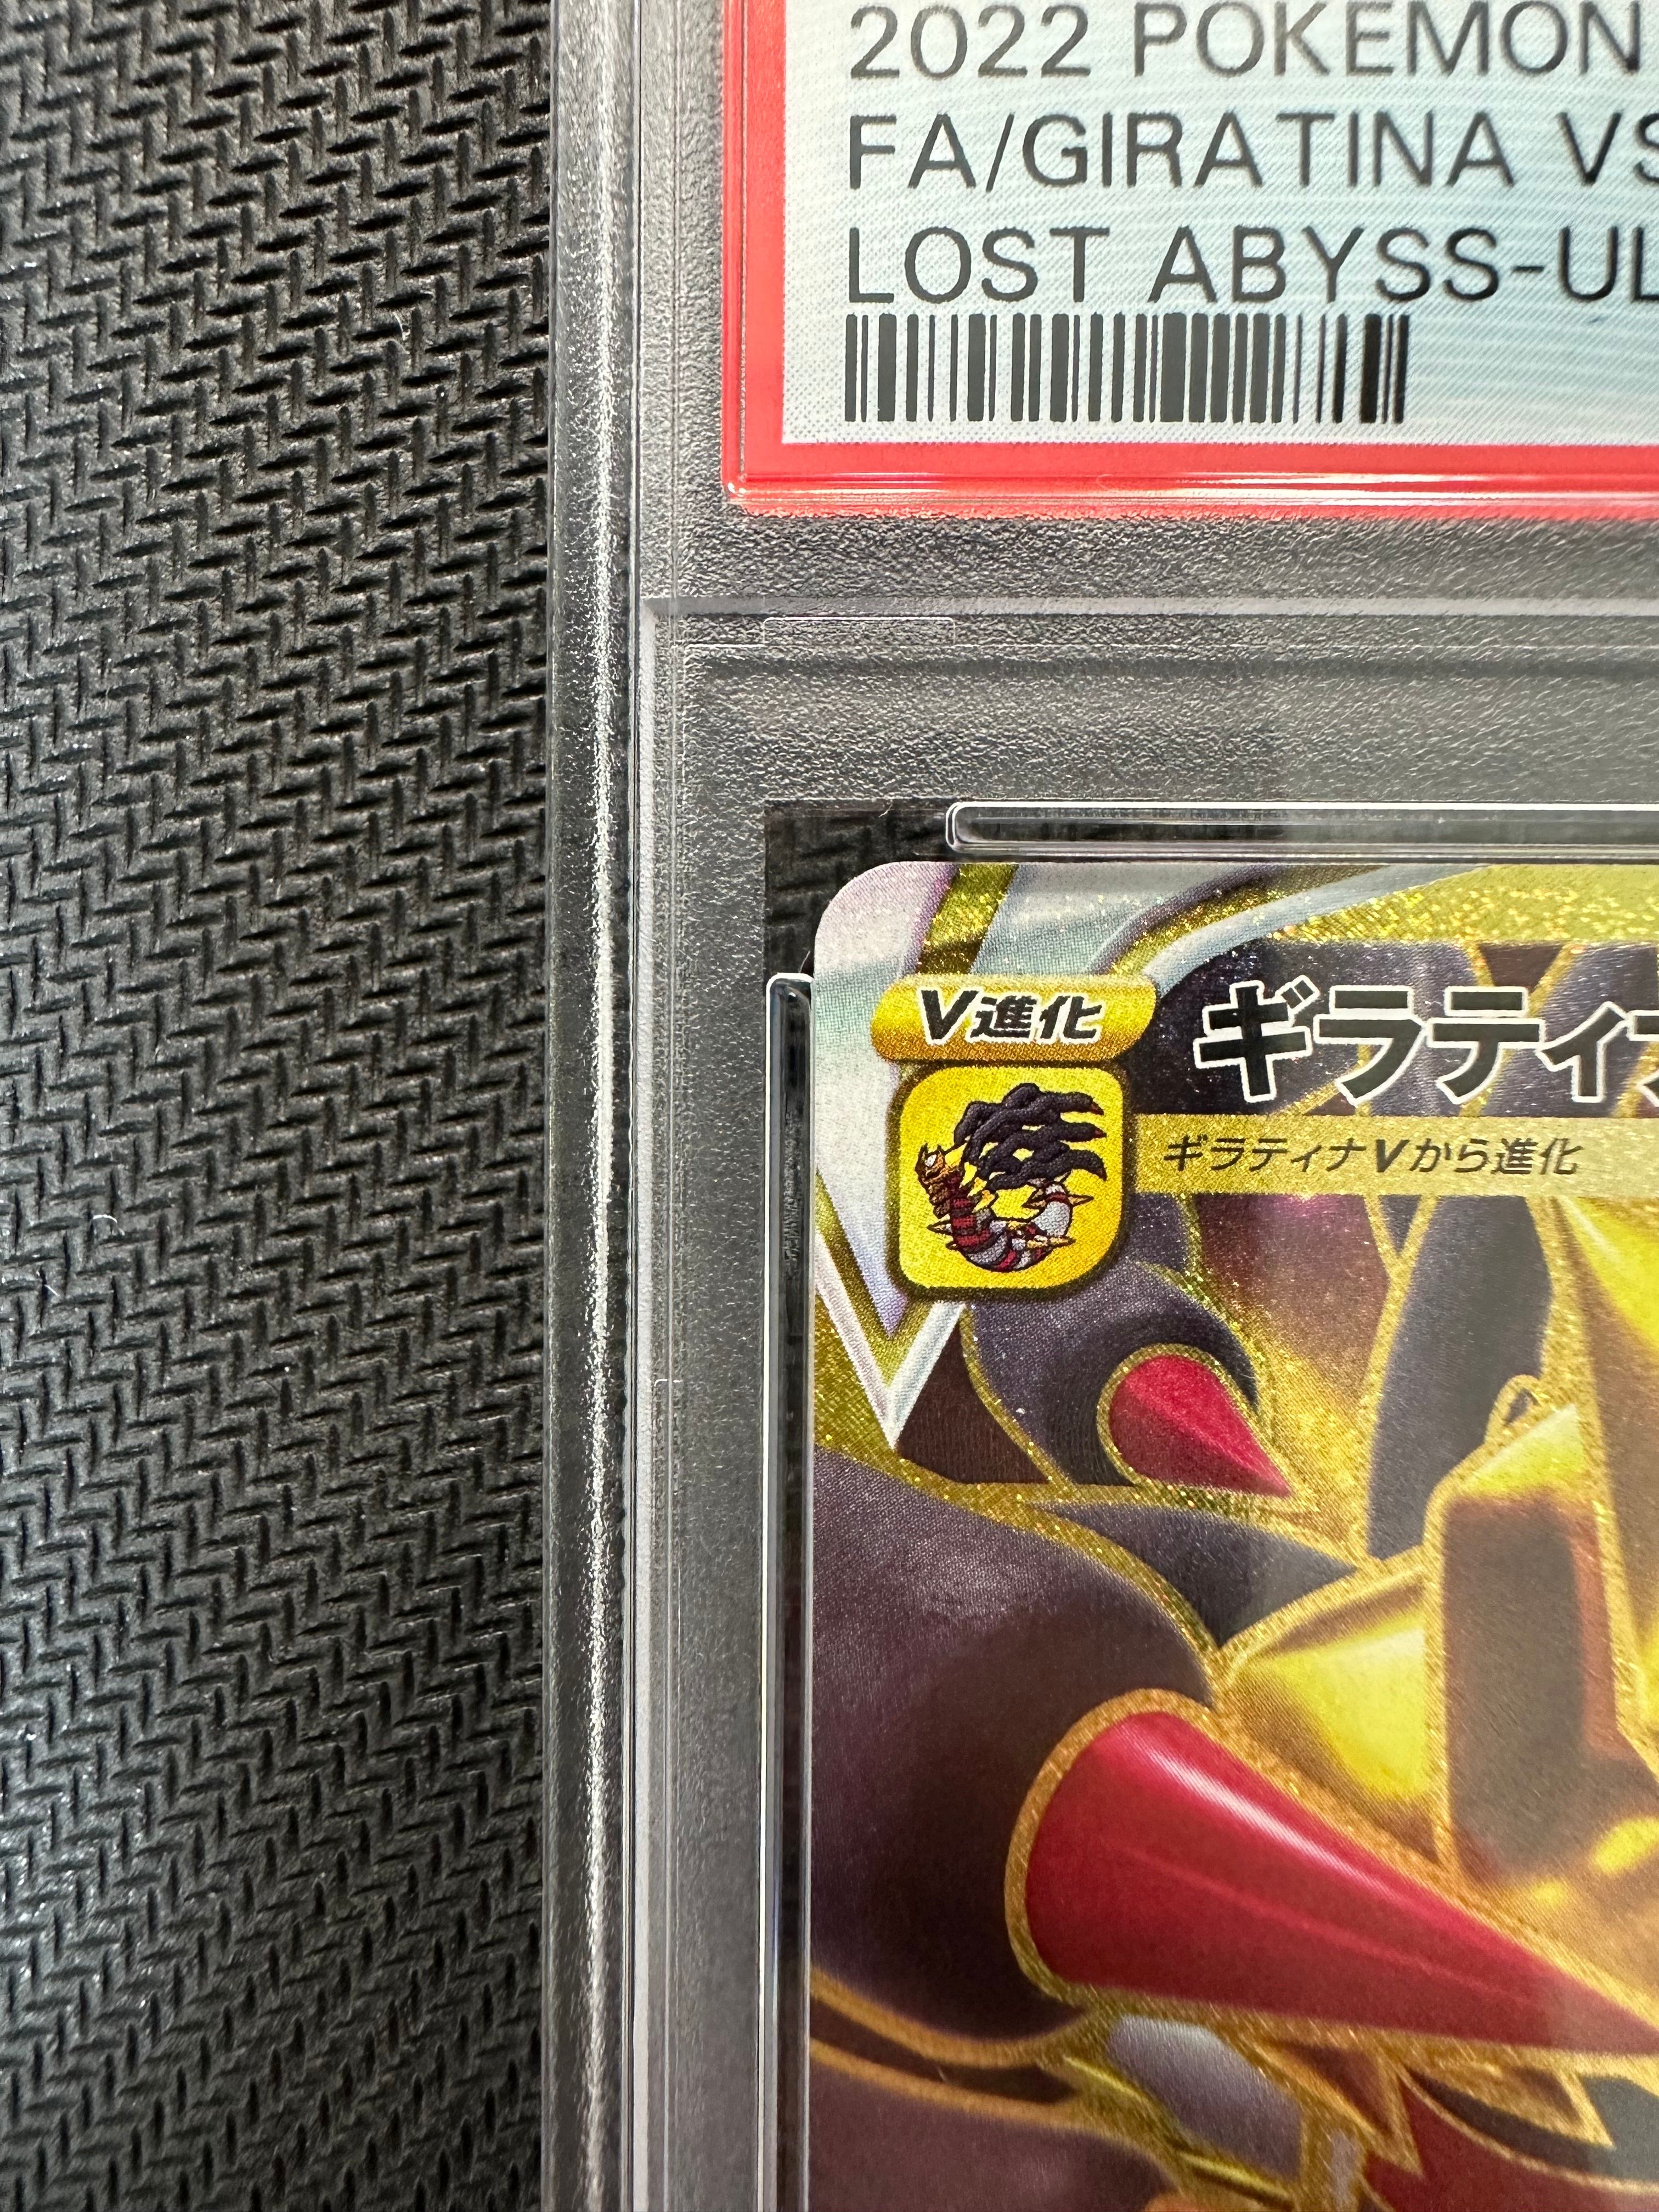 2022 POKEMON
FA/GIRATINA VS
LOST ABYSS-UL
V進化
ギラティナ
ギラティナVから進化